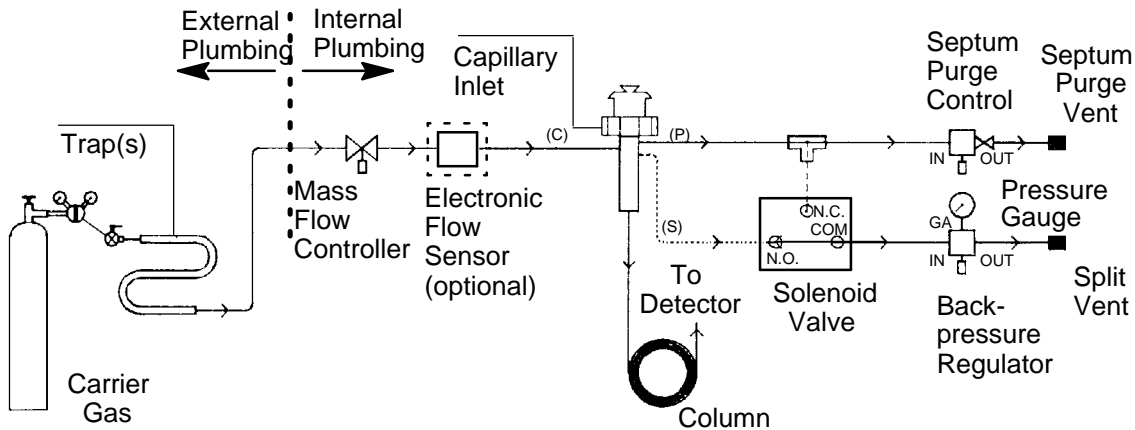 External
Plumbing
Internal
Plumbing
Capillary
Inlet
Septum
Purge
Control
Septum
Purge
Vent
Trap(s)
(C)
(P)
IN
OUT
Mass
Flow
Controller
Electronic
Flow
Sensor
(optional)
(S)
N.C.
COM
N.O.
GA
Pressure
Gauge
IN
OUT
To
Detector
Solenoid
Valve
Back-
pressure
Regulator
Split
Vent
Carrier
Gas
Column